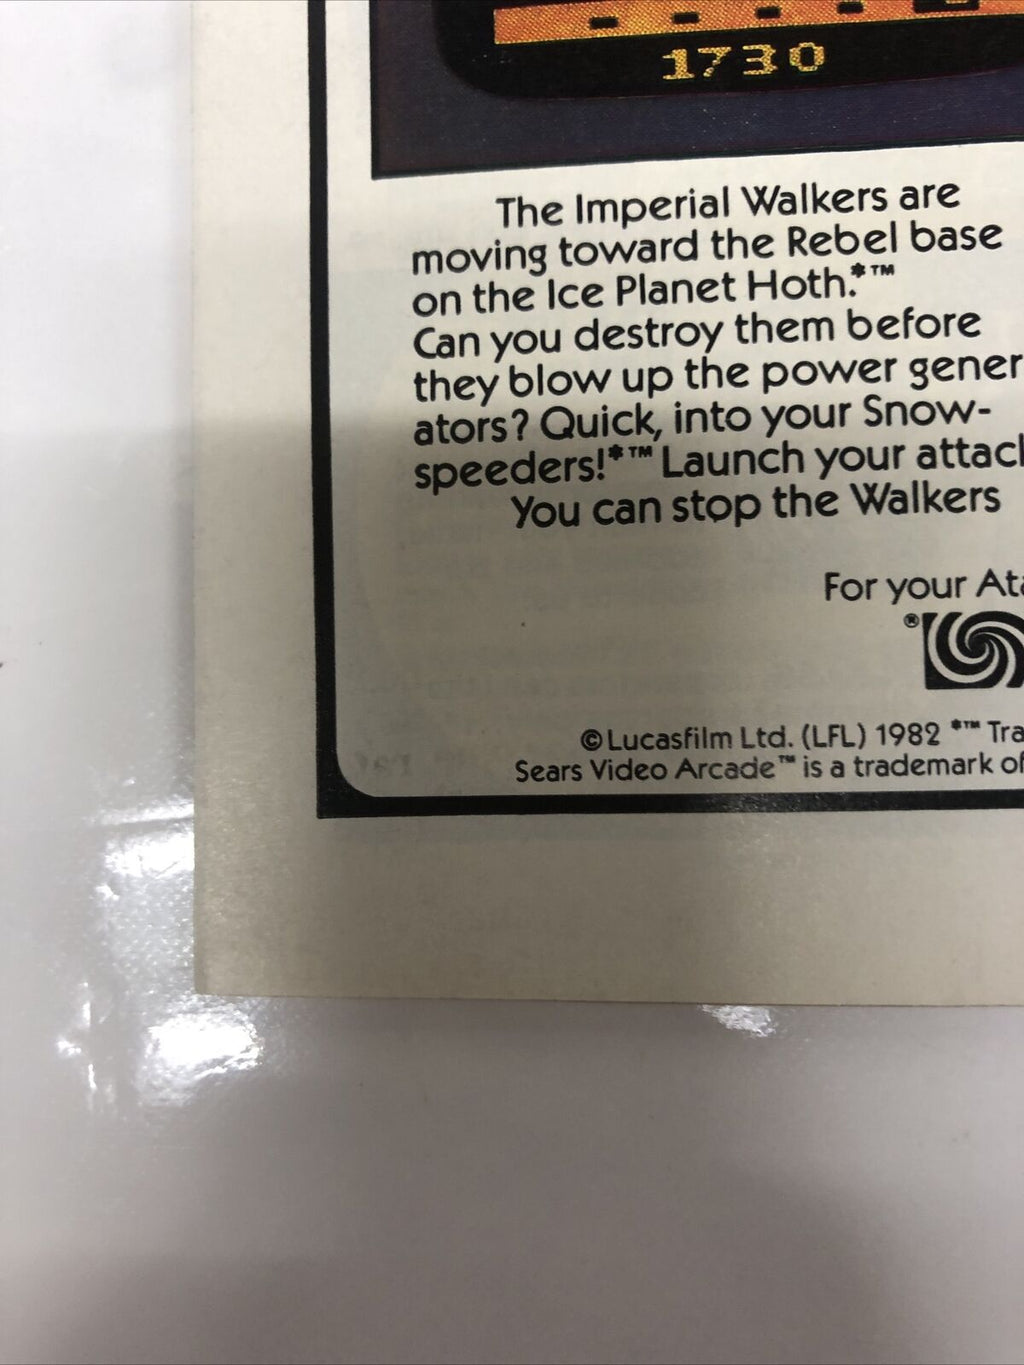 1730
The Imperial Walkers are
moving toward the Rebel base
on the Ice Planet Hoth.*™
Can you destroy them before
they blow up the power gener
ators? Quick, into your Snow-
speeders!*™ Launch your attack
You can stop the Walkers
For your Ata
®
©Lucasfilm Ltd. (LFL) 1982 *™ Tra
Sears Video Arcade™ is a trademark of